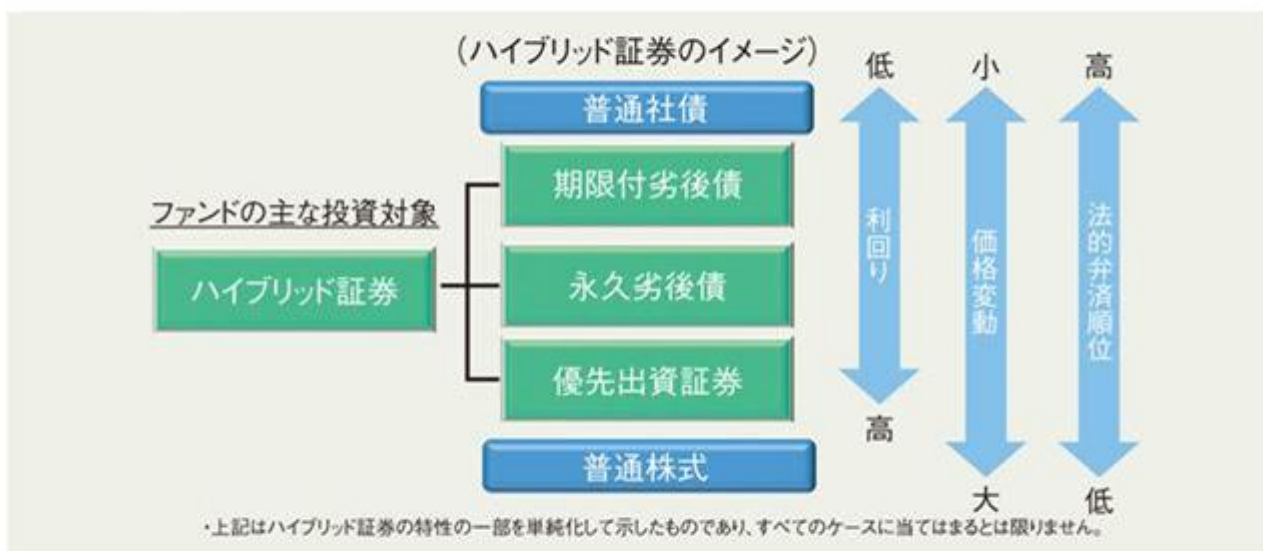 (ハイブリッド証券のイメージ)
低 小 高
普通社債
期限付劣後債
ファンドの主な投資対象
ハイブリッド証券
永久劣後債
優先出資証券
普通株式
利回り
価格変動
法的弁済順位
高
大 低
・上記はハイブリッド証券の特性の一部を単純化して示したものであり、すべてのケースに当てはまるとは限りません。